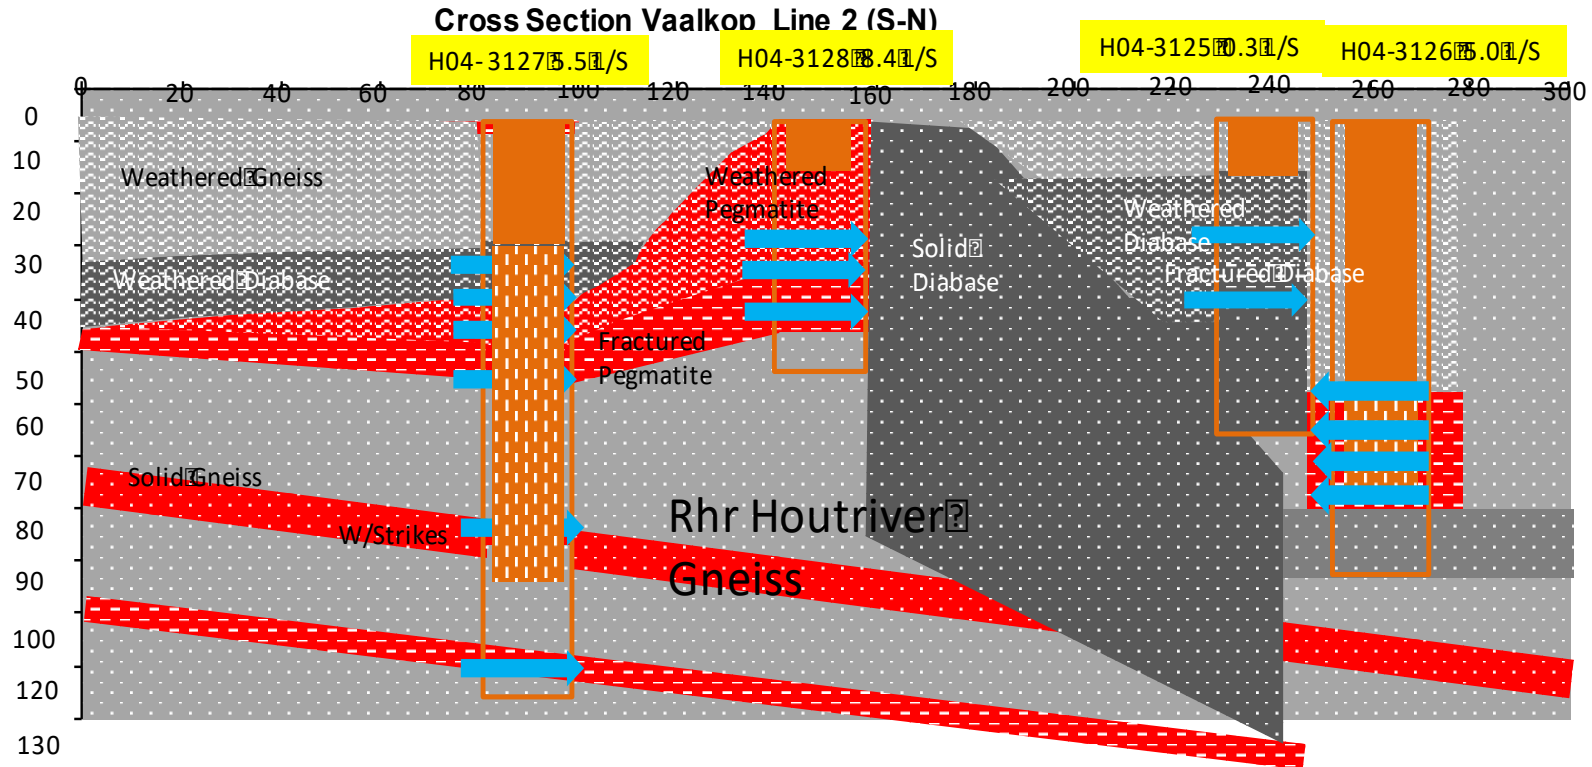 Cross Section Vaalkop Line 2 (S-N)
H04- 3127 5.5 L/S
H04-3128 8.4 L/S
H04-3125 0.3 L/S
H04-3126 5.0 L/S
0 20 40 60 80 100 120 140 160 180 200 220 240 260 280 300
0
10
20
30
40
50
60
70
80
90
100
110
120
130
Weathered Gneiss
Weathered
Pegmatite
Weathered
Diabase
Solid
Diabase
Fractured Diabase
Weathered Diabase
Fractured
Pegmatite
Solid Gneiss
W/Strikes
Rhr Houtriver
Gneiss